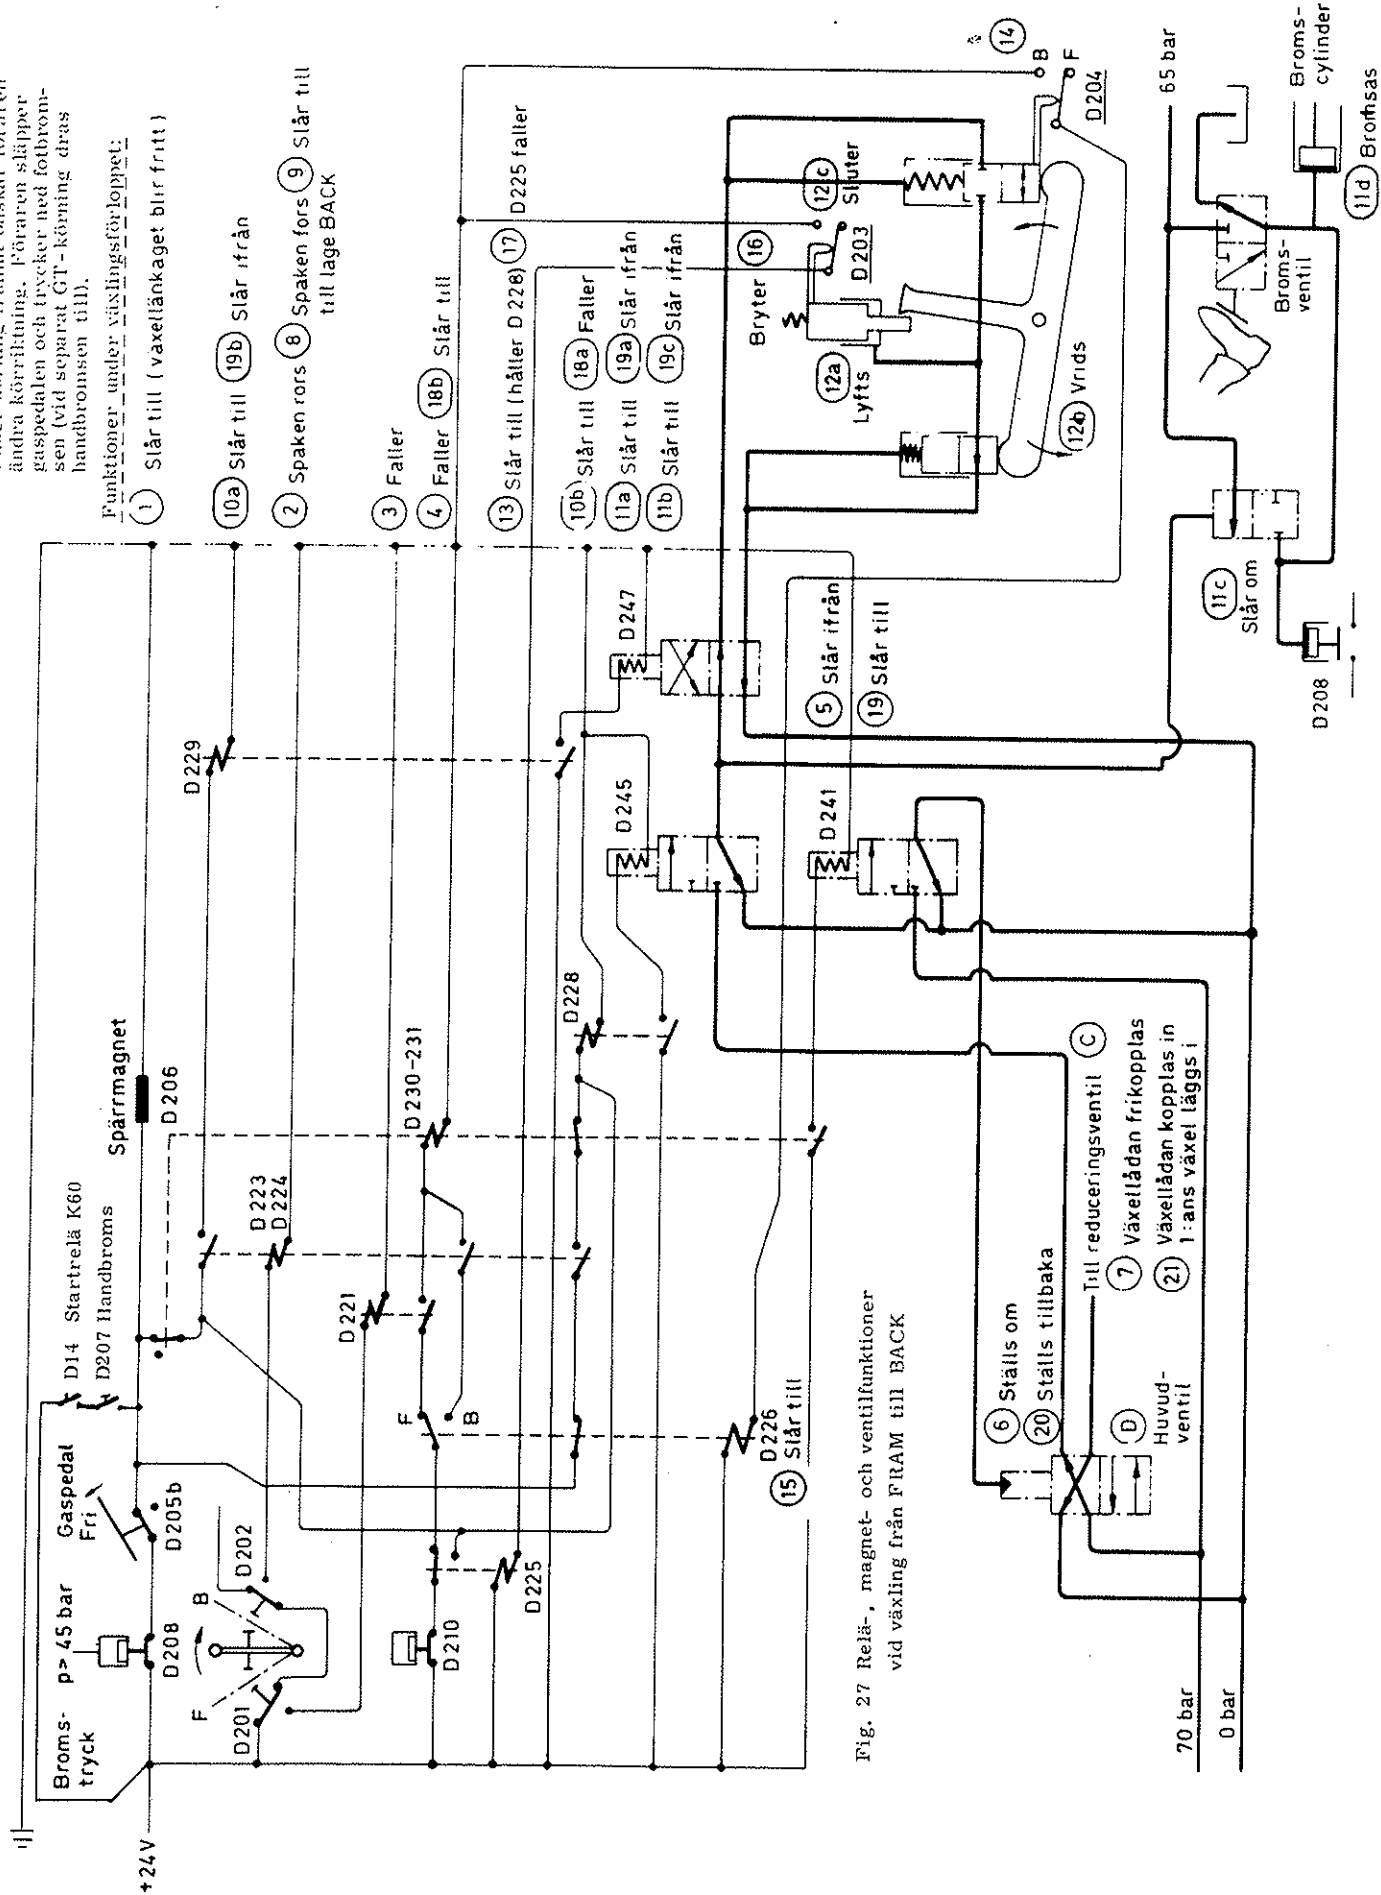 ändra körriktning. Föraren släpper
gaspedalen och trycker ned fotbrom-
sen (vid separat GT-körning dras
handbromsen till).
Funktioner under växlingsförloppet:
1 Slår till (växellänkaget blir fritt)
10a Slår till 19b Slår ifrån
2 Spaken rörs 8 Spaken förs 9 Slår till
till läge BACK
3 Faller
4 Faller 18b Slår till
13 Slår till (håller D 228) 17 D225 faller
10b Slår till 18a Faller
11a Slår till 19a Slår ifrån
11b Slår till 19c Slår ifrån
+24V
Broms-
tryck
p> 45 bar
D208
Gaspedal
Fri
D205b
D14 Startrelä K60
D207 Handbroms
Spärrmagnet
D206
D229
F
B
D201
D202
D223
D224
D221
D230-231
D228
D210
D225
F
B
D226
15 Slår till
D247
D245
D241
5 Slår ifrån
19 Slår till
Bryter
16
D203
12a
Lyfts
12b Vrids
12c
Sluter
14
B
F
D204
65 bar
Broms-
cylinder
11d Bromsas
Broms-
ventil
11c
Slår om
D208
Till reduceringsventil C
6 Ställs om
20 Ställs tillbaka
D
Huvud-
ventil
7 Växellådan frikopplas
21 Växellådan kopplas in
1:ans växel läggs i
70 bar
0 bar
Fig. 27 Relä-, magnet- och ventilfunktioner
vid växling från FRAM till BACK